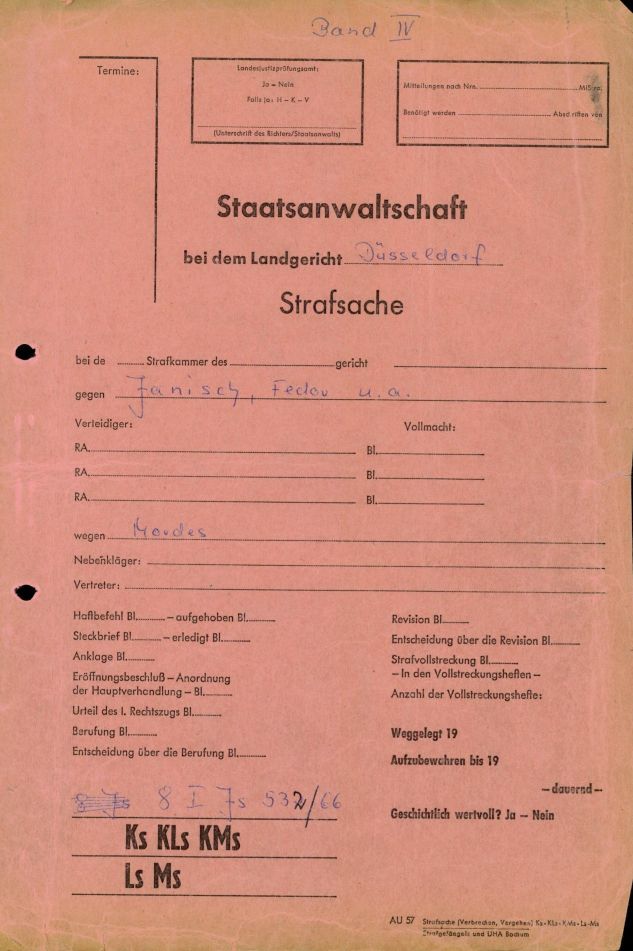 Band IV
Termine:
Landesjustizprüfungsamt:
Ja – Nein
Falls ja: H – K – V
(Unterschrift des Richters/Staatsanwalts)
Mitteilungen nach Nrn. MiStra.
Benötigt werden Abschriften von
Staatsanwaltschaft
bei dem Landgericht Düsseldorf
Strafsache
bei de Strafkammer des gericht
gegen Janisch, Fedor u.a.
Verteidiger: Vollmacht:
RA. Bl.
RA. Bl.
RA. Bl.
wegen Mordes
Nebenkläger:
Vertreter:
Haftbefehl Bl. – aufgehoben Bl.
Steckbrief Bl. – erledigt Bl.
Anklage Bl.
Eröffnungsbeschluß – Anordnung
der Hauptverhandlung – Bl.
Urteil des I. Rechtszugs Bl.
Berufung Bl.
Entscheidung über die Berufung Bl.
Revision Bl.
Entscheidung über die Revision Bl.
Strafvollstreckung Bl.
– In den Vollstreckungsheften –
Anzahl der Vollstreckungshefte:
Weggelegt 19
Aufzubewahren bis 19
– dauernd –
Geschichtlich wertvoll? Ja – Nein
8 I Js 532/66
Ks KLs KMs
Ls Ms
AU 57 Strafsache (Verbrechen, Vergehen) Ks - KLs - KMs - Ls - Ms
Strafgefängnis und UHA Bochum